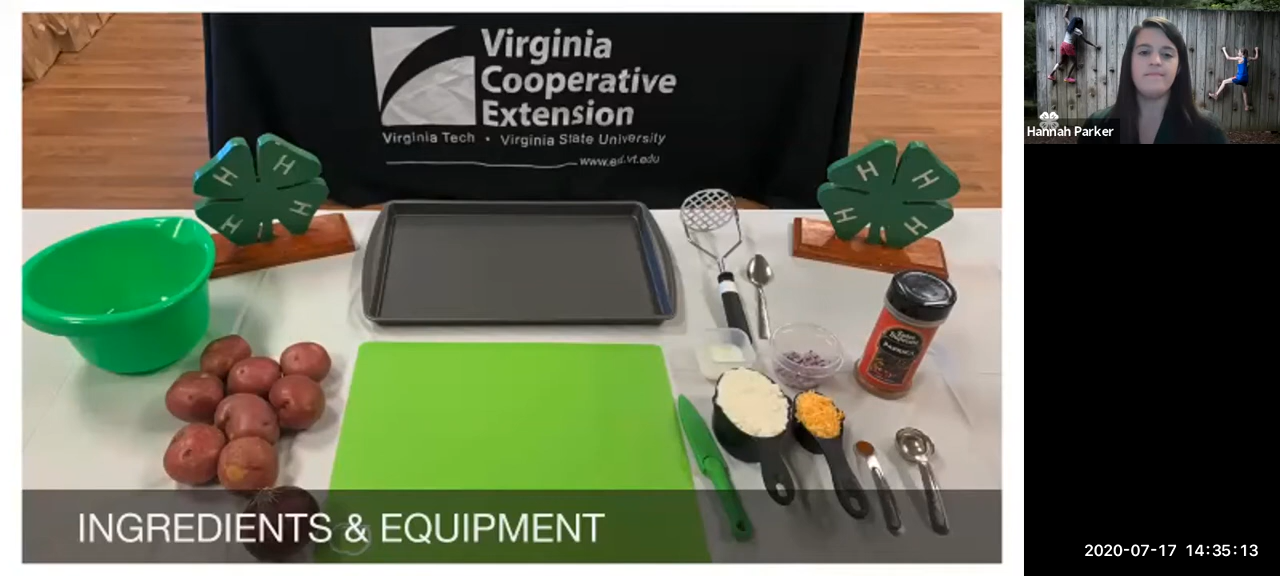 Virginia
Cooperative
Extension
Virginia Tech • Virginia State University
www.ext.vt.edu
H H
H H
H H
H H
PAPRIKA
INGREDIENTS & EQUIPMENT
Hannah Parker
2020-07-17 14:35:13